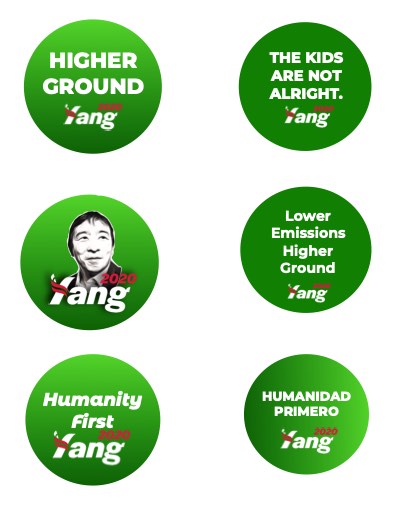 HIGHER
GROUND
2020
Yang
THE KIDS
ARE NOT
ALRIGHT.
2020
Yang
2020
Yang
Lower
Emissions
Higher
Ground
2020
Yang
Humanity
First
2020
Yang
HUMANIDAD
PRIMERO
2020
Yang